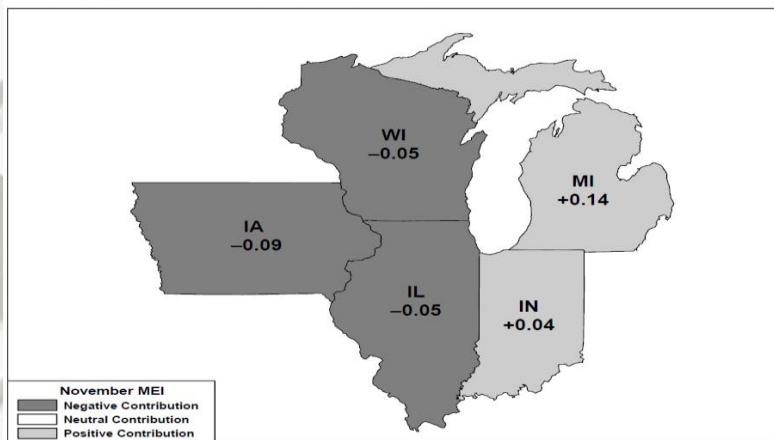 WI
−0.05
MI
+0.14
IA
−0.09
IL
−0.05
IN
+0.04
November MEI
Negative Contribution
Neutral Contribution
Positive Contribution